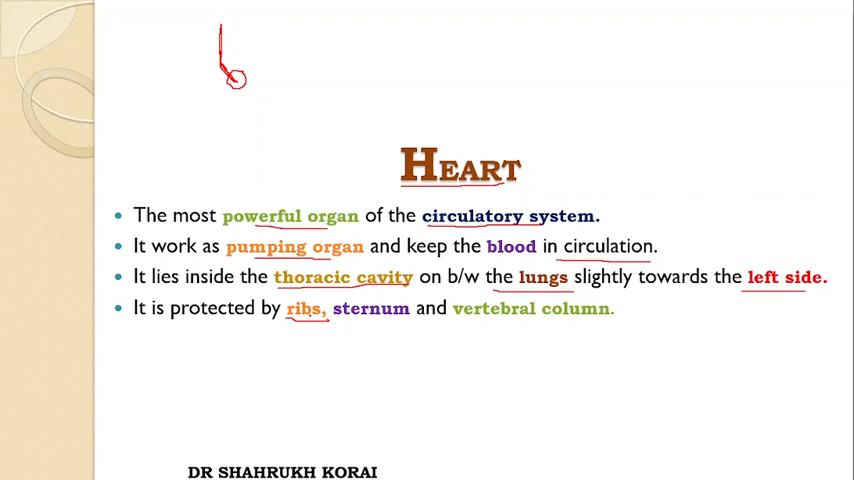 HEART
The most powerful organ of the circulatory system.
It work as pumping organ and keep the blood in circulation.
It lies inside the thoracic cavity on b/w the lungs slightly towards the left side.
It is protected by ribs, sternum and vertebral column.
DR SHAHRUKH KORAI